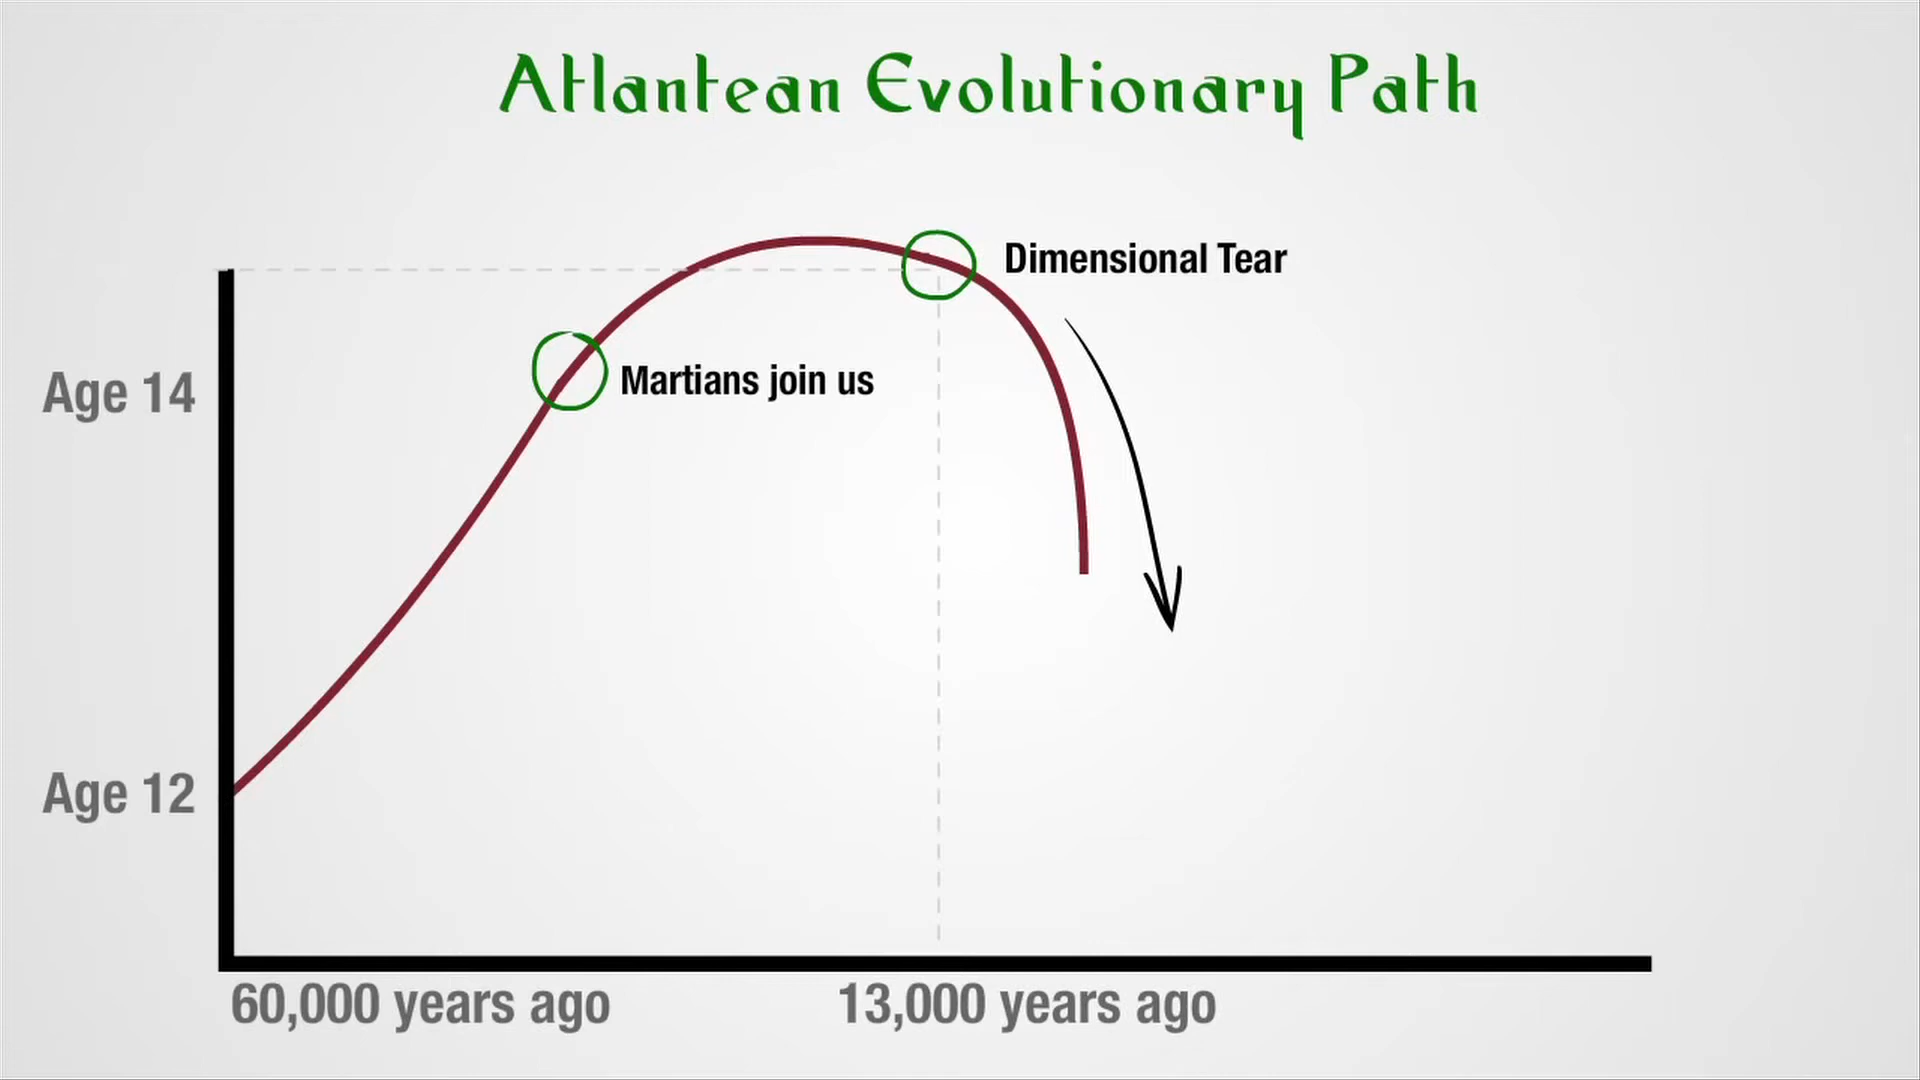 Atlantean Evolutionary Path
Dimensional Tear
Martians join us
Age 14
Age 12
60,000 years ago
13,000 years ago